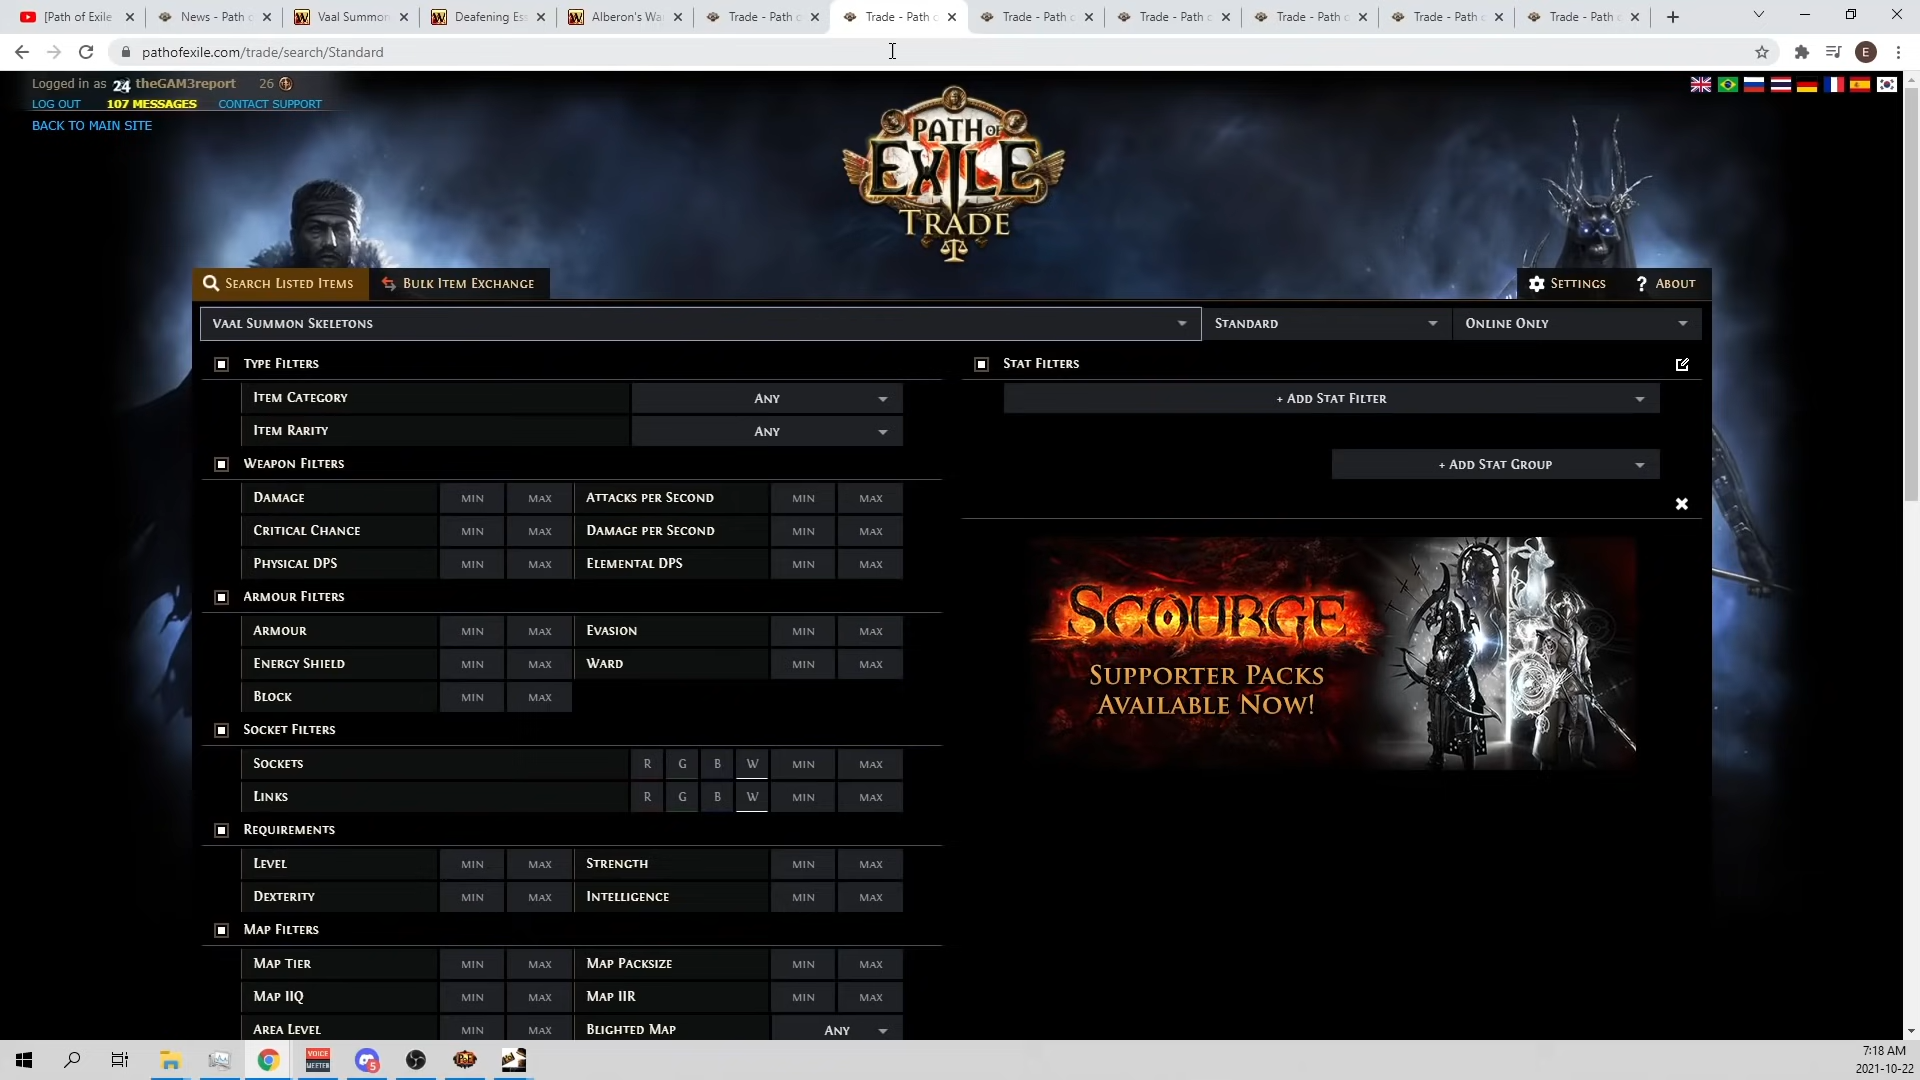 [Path of Exile
News - Path o
Vaal Summon
Deafening Ess
Alberon's Wa
Trade - Path o
Trade - Path o
Trade - Path o
Trade - Path o
Trade - Path o
Trade - Path o
Trade - Path o
pathofexile.com/trade/search/Standard
E
Logged in as 24 theGAM3report 26
LOG OUT 107 MESSAGES CONTACT SUPPORT
BACK TO MAIN SITE
PATH OF
EXILE
TRADE
Search Listed Items
Bulk Item Exchange
Settings
? About
Vaal Summon Skeletons
Standard
Online Only
Type Filters
Item Category Any
Item Rarity Any
Weapon Filters
Damage MIN MAX Attacks per Second MIN MAX
Critical Chance MIN MAX Damage per Second MIN MAX
Physical DPS MIN MAX Elemental DPS MIN MAX
Armour Filters
Armour MIN MAX Evasion MIN MAX
Energy Shield MIN MAX Ward MIN MAX
Block MIN MAX
Socket Filters
Sockets R G B W MIN MAX
Links R G B W MIN MAX
Requirements
Level MIN MAX Strength MIN MAX
Dexterity MIN MAX Intelligence MIN MAX
Map Filters
Map Tier MIN MAX Map Packsize MIN MAX
Map IIQ MIN MAX Map IIR MIN MAX
Area Level MIN MAX Blighted Map Any
Stat Filters
+ Add Stat Filter
+ Add Stat Group
SCOURGE
Supporter Packs
Available Now!
VOICE
MEETER
5
7:18 AM
2021-10-22